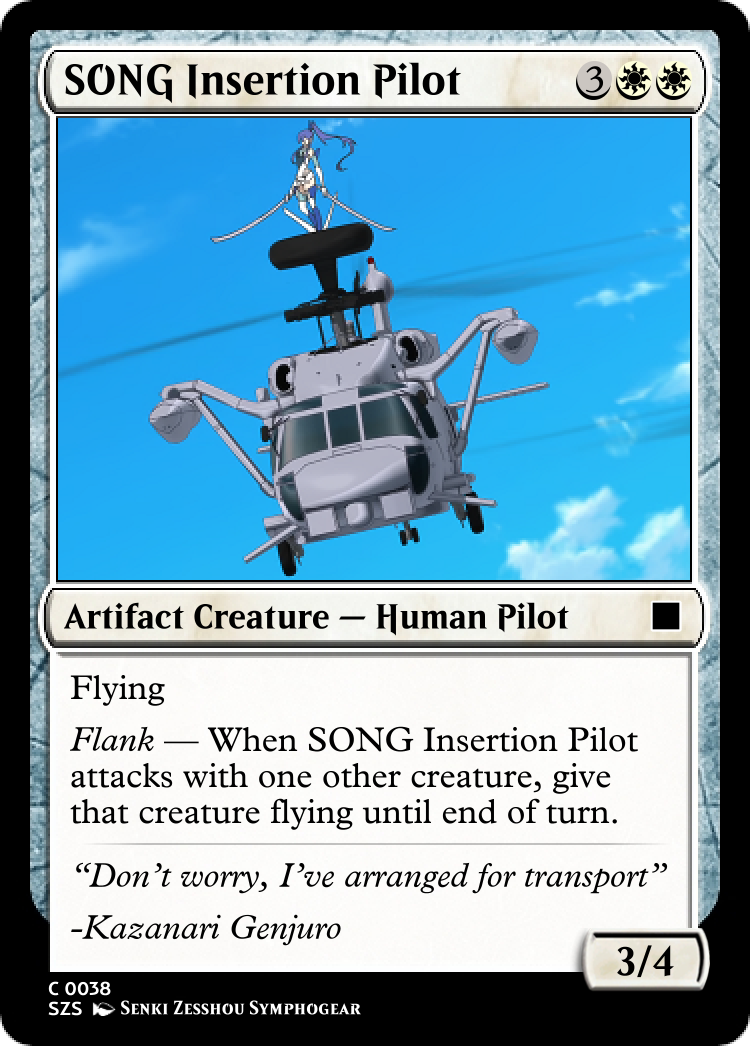 SONG Insertion Pilot 3
Artifact Creature — Human Pilot
Flying
Flank — When SONG Insertion Pilot
attacks with one other creature, give
that creature flying until end of turn.
“Don’t worry, I’ve arranged for transport”
-Kazanari Genjuro
3/4
C 0038
SZS Senki Zesshou Symphogear